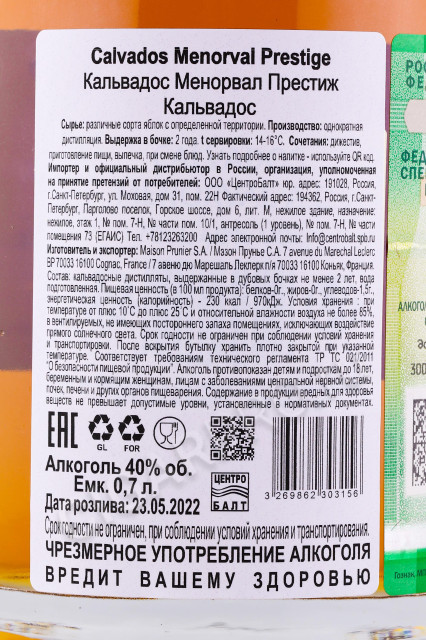 Calvados Menorval Prestige
Кальвадос Менорвал Престиж
Кальвадос
Сырье: различные сорта яблок с определенной территории. Производство: однократная
дистилляция. Выдержка в бочке: 2 года. t сервировки: 14-16°С. Сочетания: дижестив,
приготовлении пищи, выпечка, при смене блюд. Узнать подробнее о напитке - используйте QR код.
Импортер и официальный дистрибьютор в России, организация, уполномоченная
на принятие претензий от потребителей: ООО «ЦентроБалт» юр. адрес: 191028, Россия,
г.Санкт-Петербург, ул. Моховая, дом 31, пом. 22Н Фактический адрес: 194362, Россия, г.Санкт-
Петербург, Парголово поселок, Горское шоссе, дом 6, лит. М, нежилое здание, назначение:
нежилое, этаж 1, № пом. 7-Н, № части пом. 10/1, антресоль (1 уровень), № пом. 7-Н, № части
помещения 73 (ЕГАИС) Тел. +78123263200 Адрес электронной почты: Info@centrobalt.spb.ru
Изготовитель и экспортер: Maison Prunier S.A. / Мазон Прунье С.А. 7 avenue du Marechal Leclerc
BP 70033 16100 Cognac, France/ 7 авеню дю Марешаль Леклерк п/я 70033 16100 Коньяк, Франция.
Состав: кальвадосные дистилляты, выдержанные в дубовых бочках не менее 2 лет, вода
подготовленная. Пищевая ценность (в 100 мл продукта): белков-0г., жиров-0г., углеводов-1,5г.,
энергетическая ценность (калорийность) - 230 ккал / 970кДж. Условия хранения : при
температуре от плюс 10°С до плюс 25°С и относительной влажности воздуха не более 85%,
в вентилируемых, не имеющих постороннего запаха помещениях, исключающих воздействие
прямого солнечного света. Срок годности не ограничен при соблюдении условий хранения
и транспортировки. После вскрытия бутылку хранить плотно закрытой при указанной
температуре. Соответствует требованиям технического регламента ТР ТС 021/2011
"О безопасности пищевой продукции". Алкоголь противопоказан детям и подросткам до 18 лет,
беременным и кормящим женщинам, лицам с заболеваниями центральной нервной системы,
почек, печени и других органов пищеварения. Содержание в продукции вредных для здоровья
веществ не превышает допустимые уровни, установленные в нормативных документах.
EAC
GL
FOR
Алкоголь 40% об.
Емк. 0,7 л.
Дата розлива: 23.05.2022
ЦЕНТРО
БАЛТ
3 269862 303156
Срок годности не ограничен, при соблюдении условий хранения и транспортирования.
ЧРЕЗМЕРНОЕ УПОТРЕБЛЕНИЕ АЛКОГОЛЯ
ВРЕДИТ ВАШЕМУ ЗДОРОВЬЮ
РОС
ФЕ
ФЕД
СПЕ
АЛКОГОЛ
300